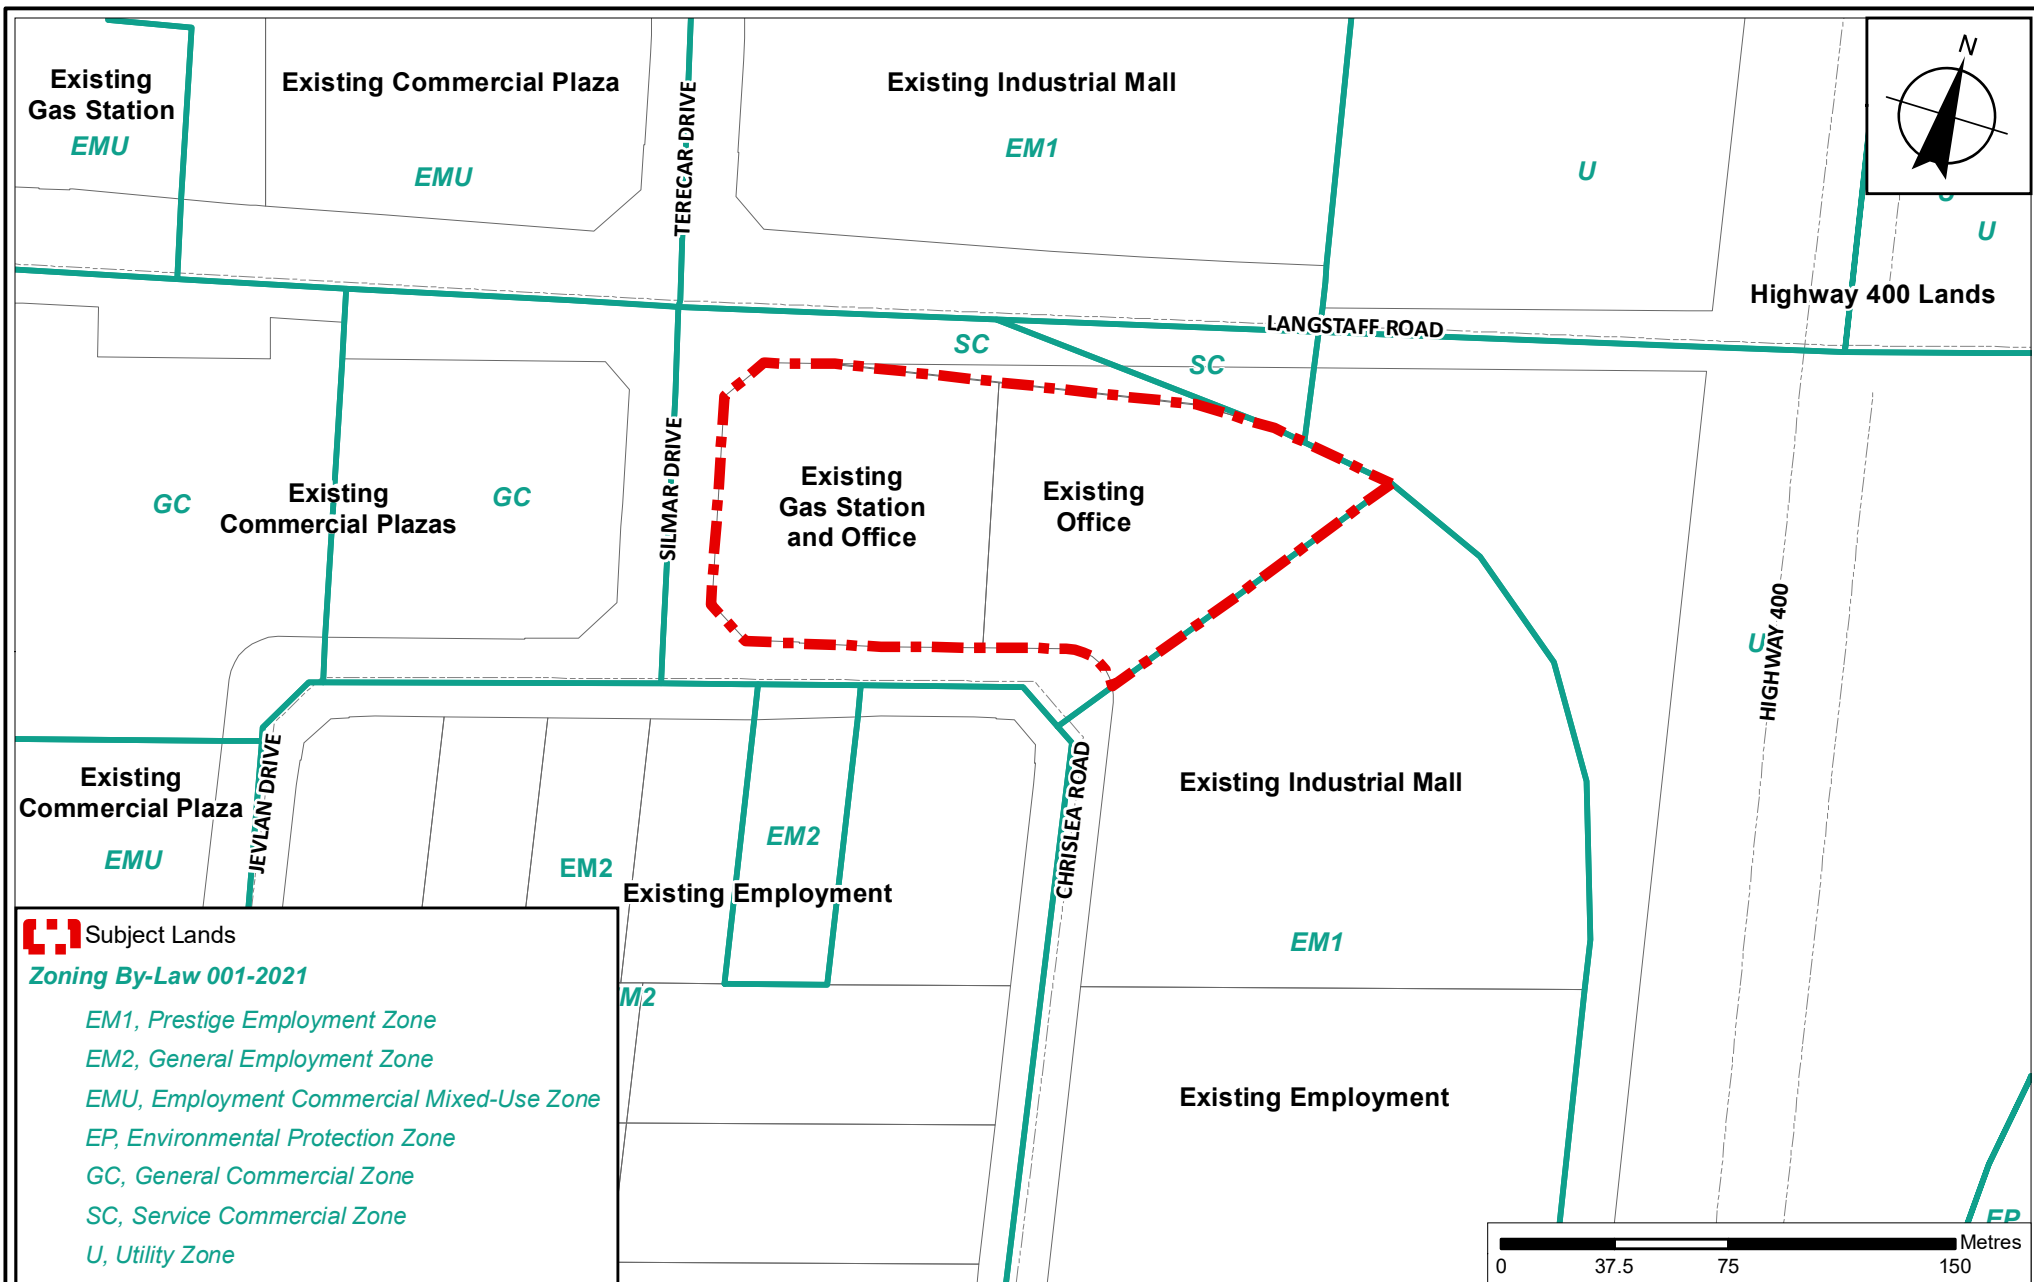 Existing
Gas Station
EMU
Existing Commercial Plaza
EMU
TERECAR DRIVE
Existing Industrial Mall
EM1
U
N
U
U
Highway 400 Lands
LANGSTAFF ROAD
SC
SC
GC
Existing
Commercial Plazas
GC
SILMAR DRIVE
Existing
Gas Station
and Office
Existing
Office
HIGHWAY 400
U
Existing
Commercial Plaza
EMU
JEVLAN DRIVE
EM2
EM2
Existing Employment
CHRISLEA ROAD
Existing Industrial Mall
EM1
M2
Existing Employment
EP
Subject Lands
Zoning By-Law 001-2021
EM1, Prestige Employment Zone
EM2, General Employment Zone
EMU, Employment Commercial Mixed-Use Zone
EP, Environmental Protection Zone
GC, General Commercial Zone
SC, Service Commercial Zone
U, Utility Zone
Metres
0 37.5 75 150